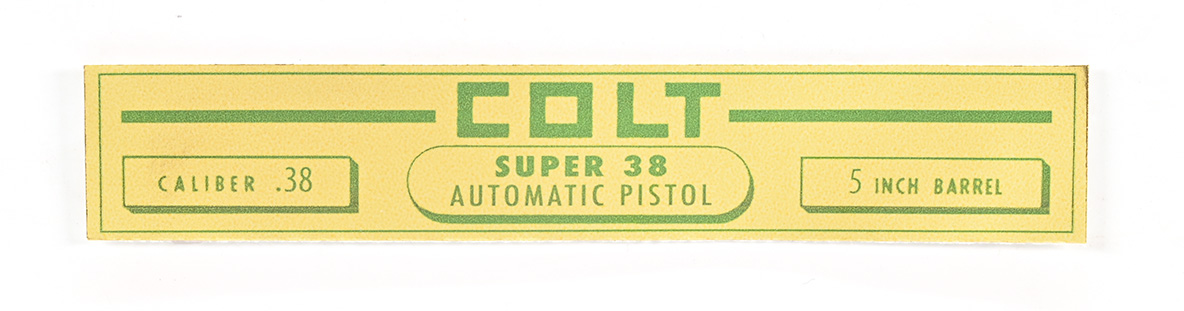 COLT
SUPER 38
AUTOMATIC PISTOL
CALIBER .38
5 INCH BARREL